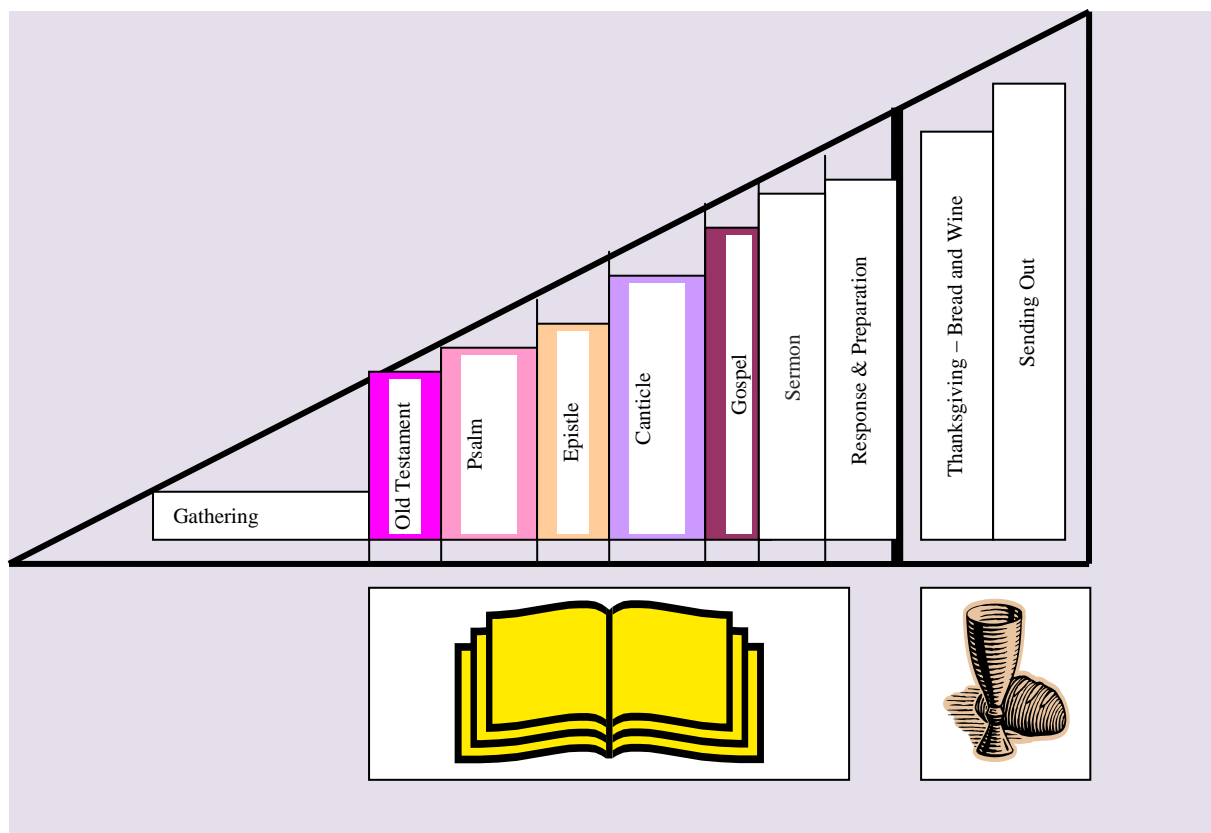 Gathering
Old Testament
Psalm
Epistle
Canticle
Gospel
Sermon
Response & Preparation
Thanksgiving – Bread and Wine
Sending Out